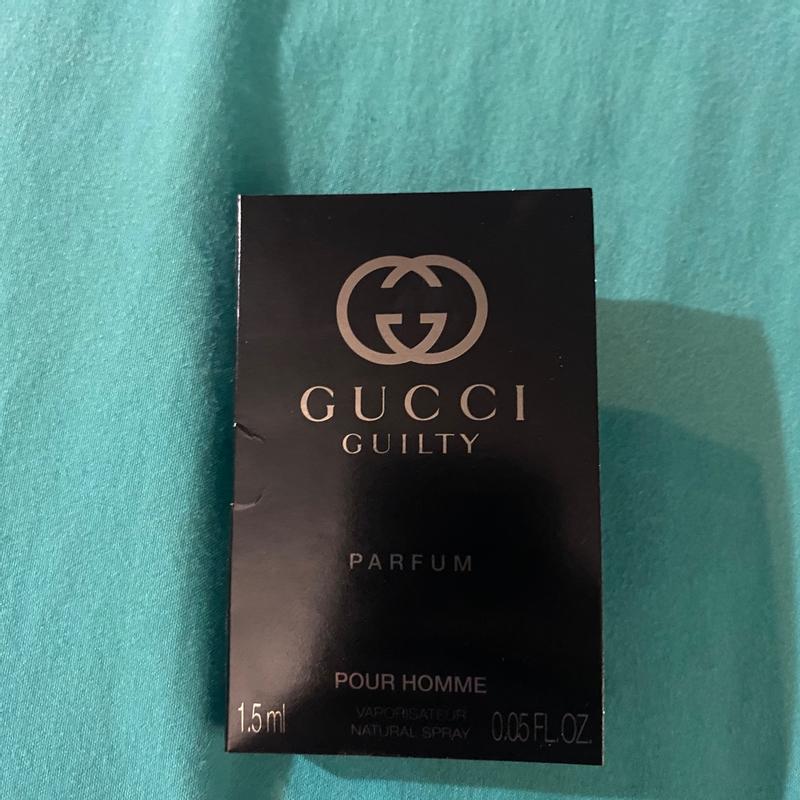 GUCCI
GUILTY
PARFUM
POUR HOMME
1.5 ml
VAPORISATEUR
NATURAL SPRAY
0.05 FL.OZ.